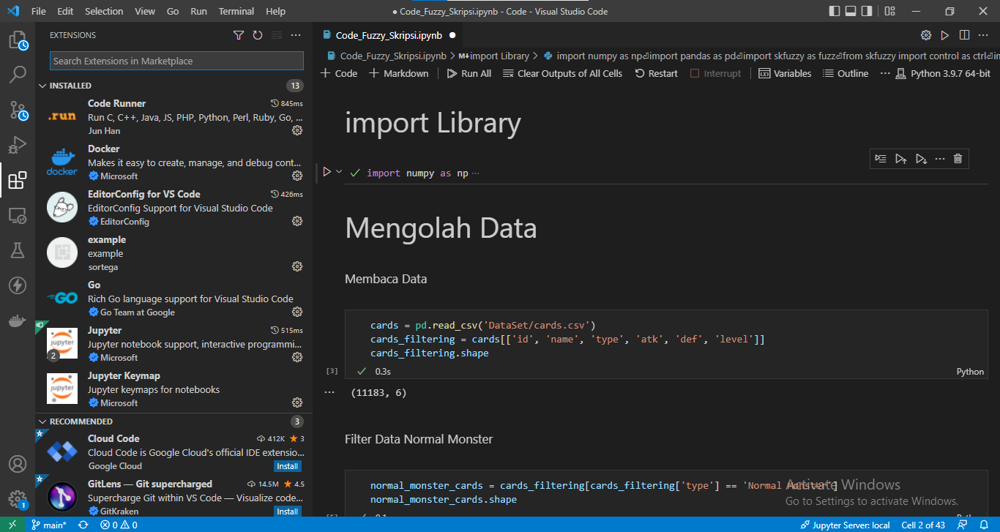 File Edit Selection View Go Run Terminal Help
● Code_Fuzzy_Skripsi.ipynb - Code - Visual Studio Code
EXTENSIONS
Search Extensions in Marketplace
INSTALLED 13
Code Runner 845ms
.run
Run C, C++, Java, JS, PHP, Python, Perl, Ruby, Go, ...
Jun Han
Docker
docker
Makes it easy to create, manage, and debug cont...
Microsoft
EditorConfig for VS Code 426ms
EditorConfig Support for Visual Studio Code
EditorConfig
example
example
sortega
Go
GO
Rich Go language support for Visual Studio Code
Go Team at Google
Jupyter 515ms
jupyter
2
Jupyter notebook support, interactive programmi...
Microsoft
Jupyter Keymap
jupyter
Jupyter keymaps for notebooks
Microsoft
RECOMMENDED 3
Cloud Code 412K ★ 3
Cloud Code is Google Cloud's official IDE extensio...
Google Cloud Install
GitLens — Git supercharged 14.5M ★ 4.5
Supercharge Git within VS Code — Visualize code...
GitKraken Install
1
Code_Fuzzy_Skripsi.ipynb ●
Code_Fuzzy_Skripsi.ipynb > M↓import Library > import numpy as np⏎import pandas as pd⏎import skfuzzy as fuzz⏎from skfuzzy import control as ctrl⏎im
+ Code + Markdown Run All Clear Outputs of All Cells Restart Interrupt Variables Outline ... Python 3.9.7 64-bit
import Library
import numpy as np ...
Mengolah Data
Membaca Data
cards = pd.read_csv('DataSet/cards.csv')
cards_filtering = cards[['id', 'name', 'type', 'atk', 'def', 'level']]
cards_filtering.shape
[3] ✓ 0.3s Python
... (11183, 6)
Filter Data Normal Monster
normal_monster_cards = cards_filtering[cards_filtering['type'] == 'Normal Monster']
normal_monster_cards.shape
Activate Windows
Go to Settings to activate Windows.
main* 0 0 Jupyter Server: local Cell 2 of 43